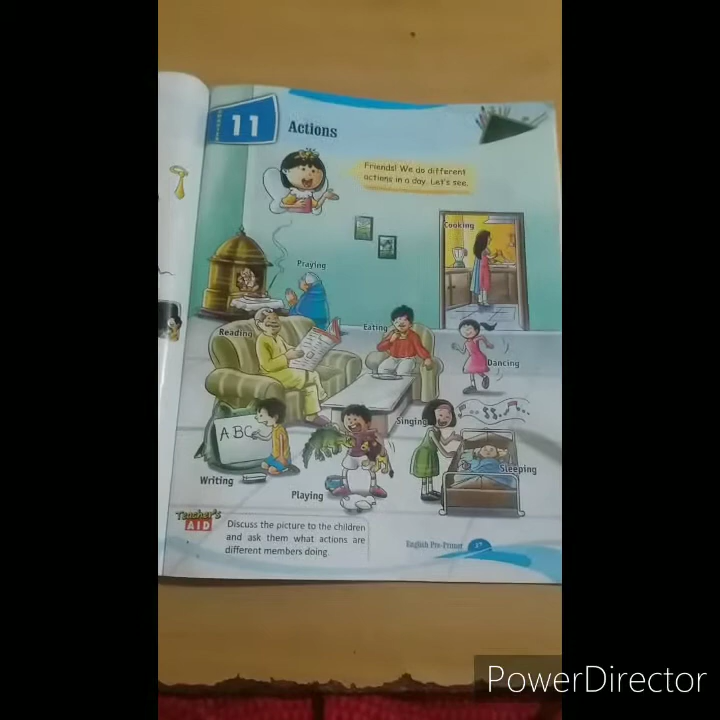 CHAPTER
11
Actions
Friends! We do different
actions in a day. Let's see.
Cooking
Praying
Reading
Eating
Dancing
A B C
Singing
Sleeping
Writing
Playing
Teacher's
AID
Discuss the picture to the children
and ask them what actions are
different members doing.
English Pre-Primer
27
PowerDirector